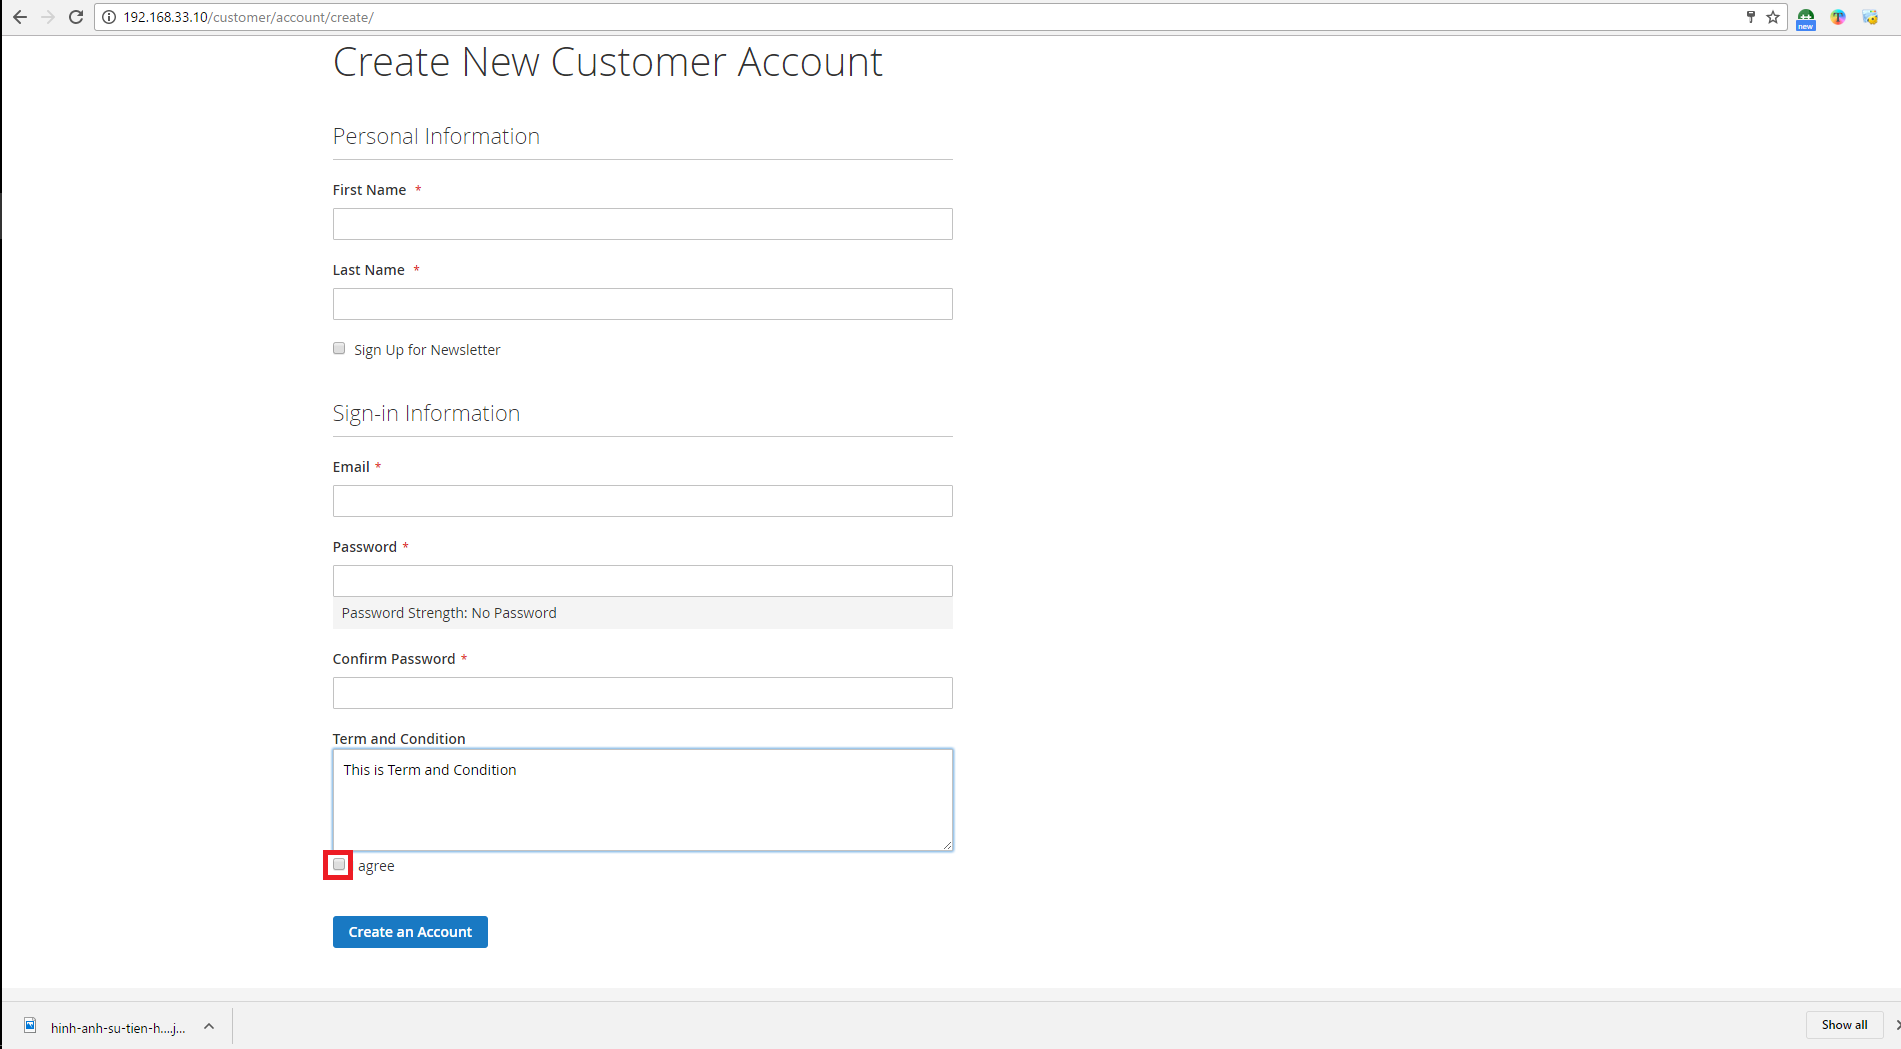 192.168.33.10/customer/account/create/
new
Create New Customer Account
Personal Information
First Name *
Last Name *
Sign Up for Newsletter
Sign-in Information
Email *
Password *
Password Strength: No Password
Confirm Password *
Term and Condition
This is Term and Condition
agree
Create an Account
hinh-anh-su-tien-h....j...
Show all